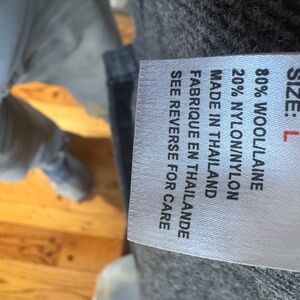 SIZE: L
80% WOOL/LAINE
20% NYLON/NYLON
MADE IN THAILAND
FABRIQUE EN THAILANDE
SEE REVERSE FOR CARE